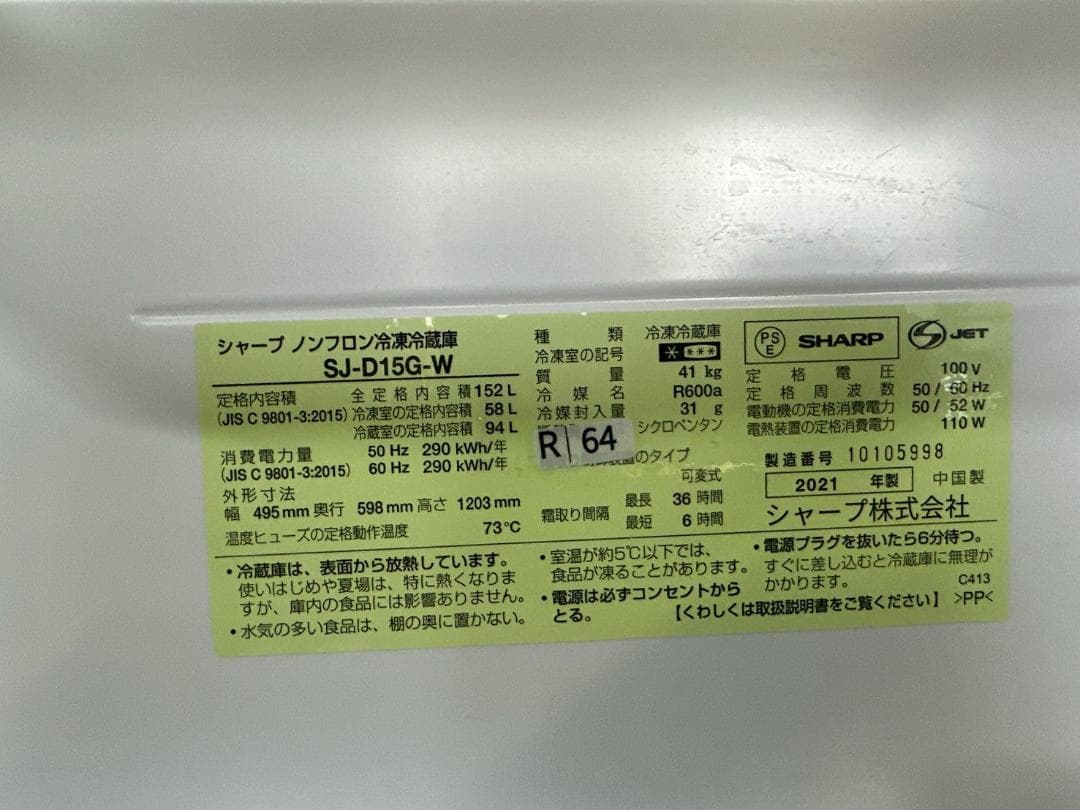 シャープ ノンフロン冷凍冷蔵庫
SJ-D15G-W
定格内容積 全定格内容積 152 L
(JIS C 9801-3:2015) 冷凍室の定格内容積 58 L
冷蔵室の定格内容積 94 L
消費電力量 50 Hz 290 kWh/年
(JIS C 9801-3:2015) 60 Hz 290 kWh/年
外形寸法
幅 495 mm 奥行 598 mm 高さ 1203 mm
温度ヒューズの定格動作温度 73℃
種類 冷凍冷蔵庫
冷凍室の記号 * ***
質量 41 kg
冷媒名 R600a
冷媒封入量 31 g
シクロペンタン
R 64
装置のタイプ
可変式
霜取り間隔 最長 36 時間
最短 6 時間
PS E SHARP JET
定格電圧 100 V
定格周波数 50 / 60 Hz
電動機の定格消費電力 50 / 52 W
電熱装置の定格消費電力 110 W
製造番号 10105998
2021 年製 中国製
シャープ株式会社
・冷蔵庫は、表面から放熱しています。
使いはじめや夏場は、特に熱くなりま
すが、庫内の食品には影響ありません。
・水気の多い食品は、棚の奥に置かない。
・室温が約5℃以下では、
食品が凍ることがあります。
・電源は必ずコンセントから
とる。
・電源プラグを抜いたら6分待つ。
すぐに差し込むと冷蔵庫に無理が
かかります。 C413
【くわしくは取扱説明書をご覧ください】 >PP<